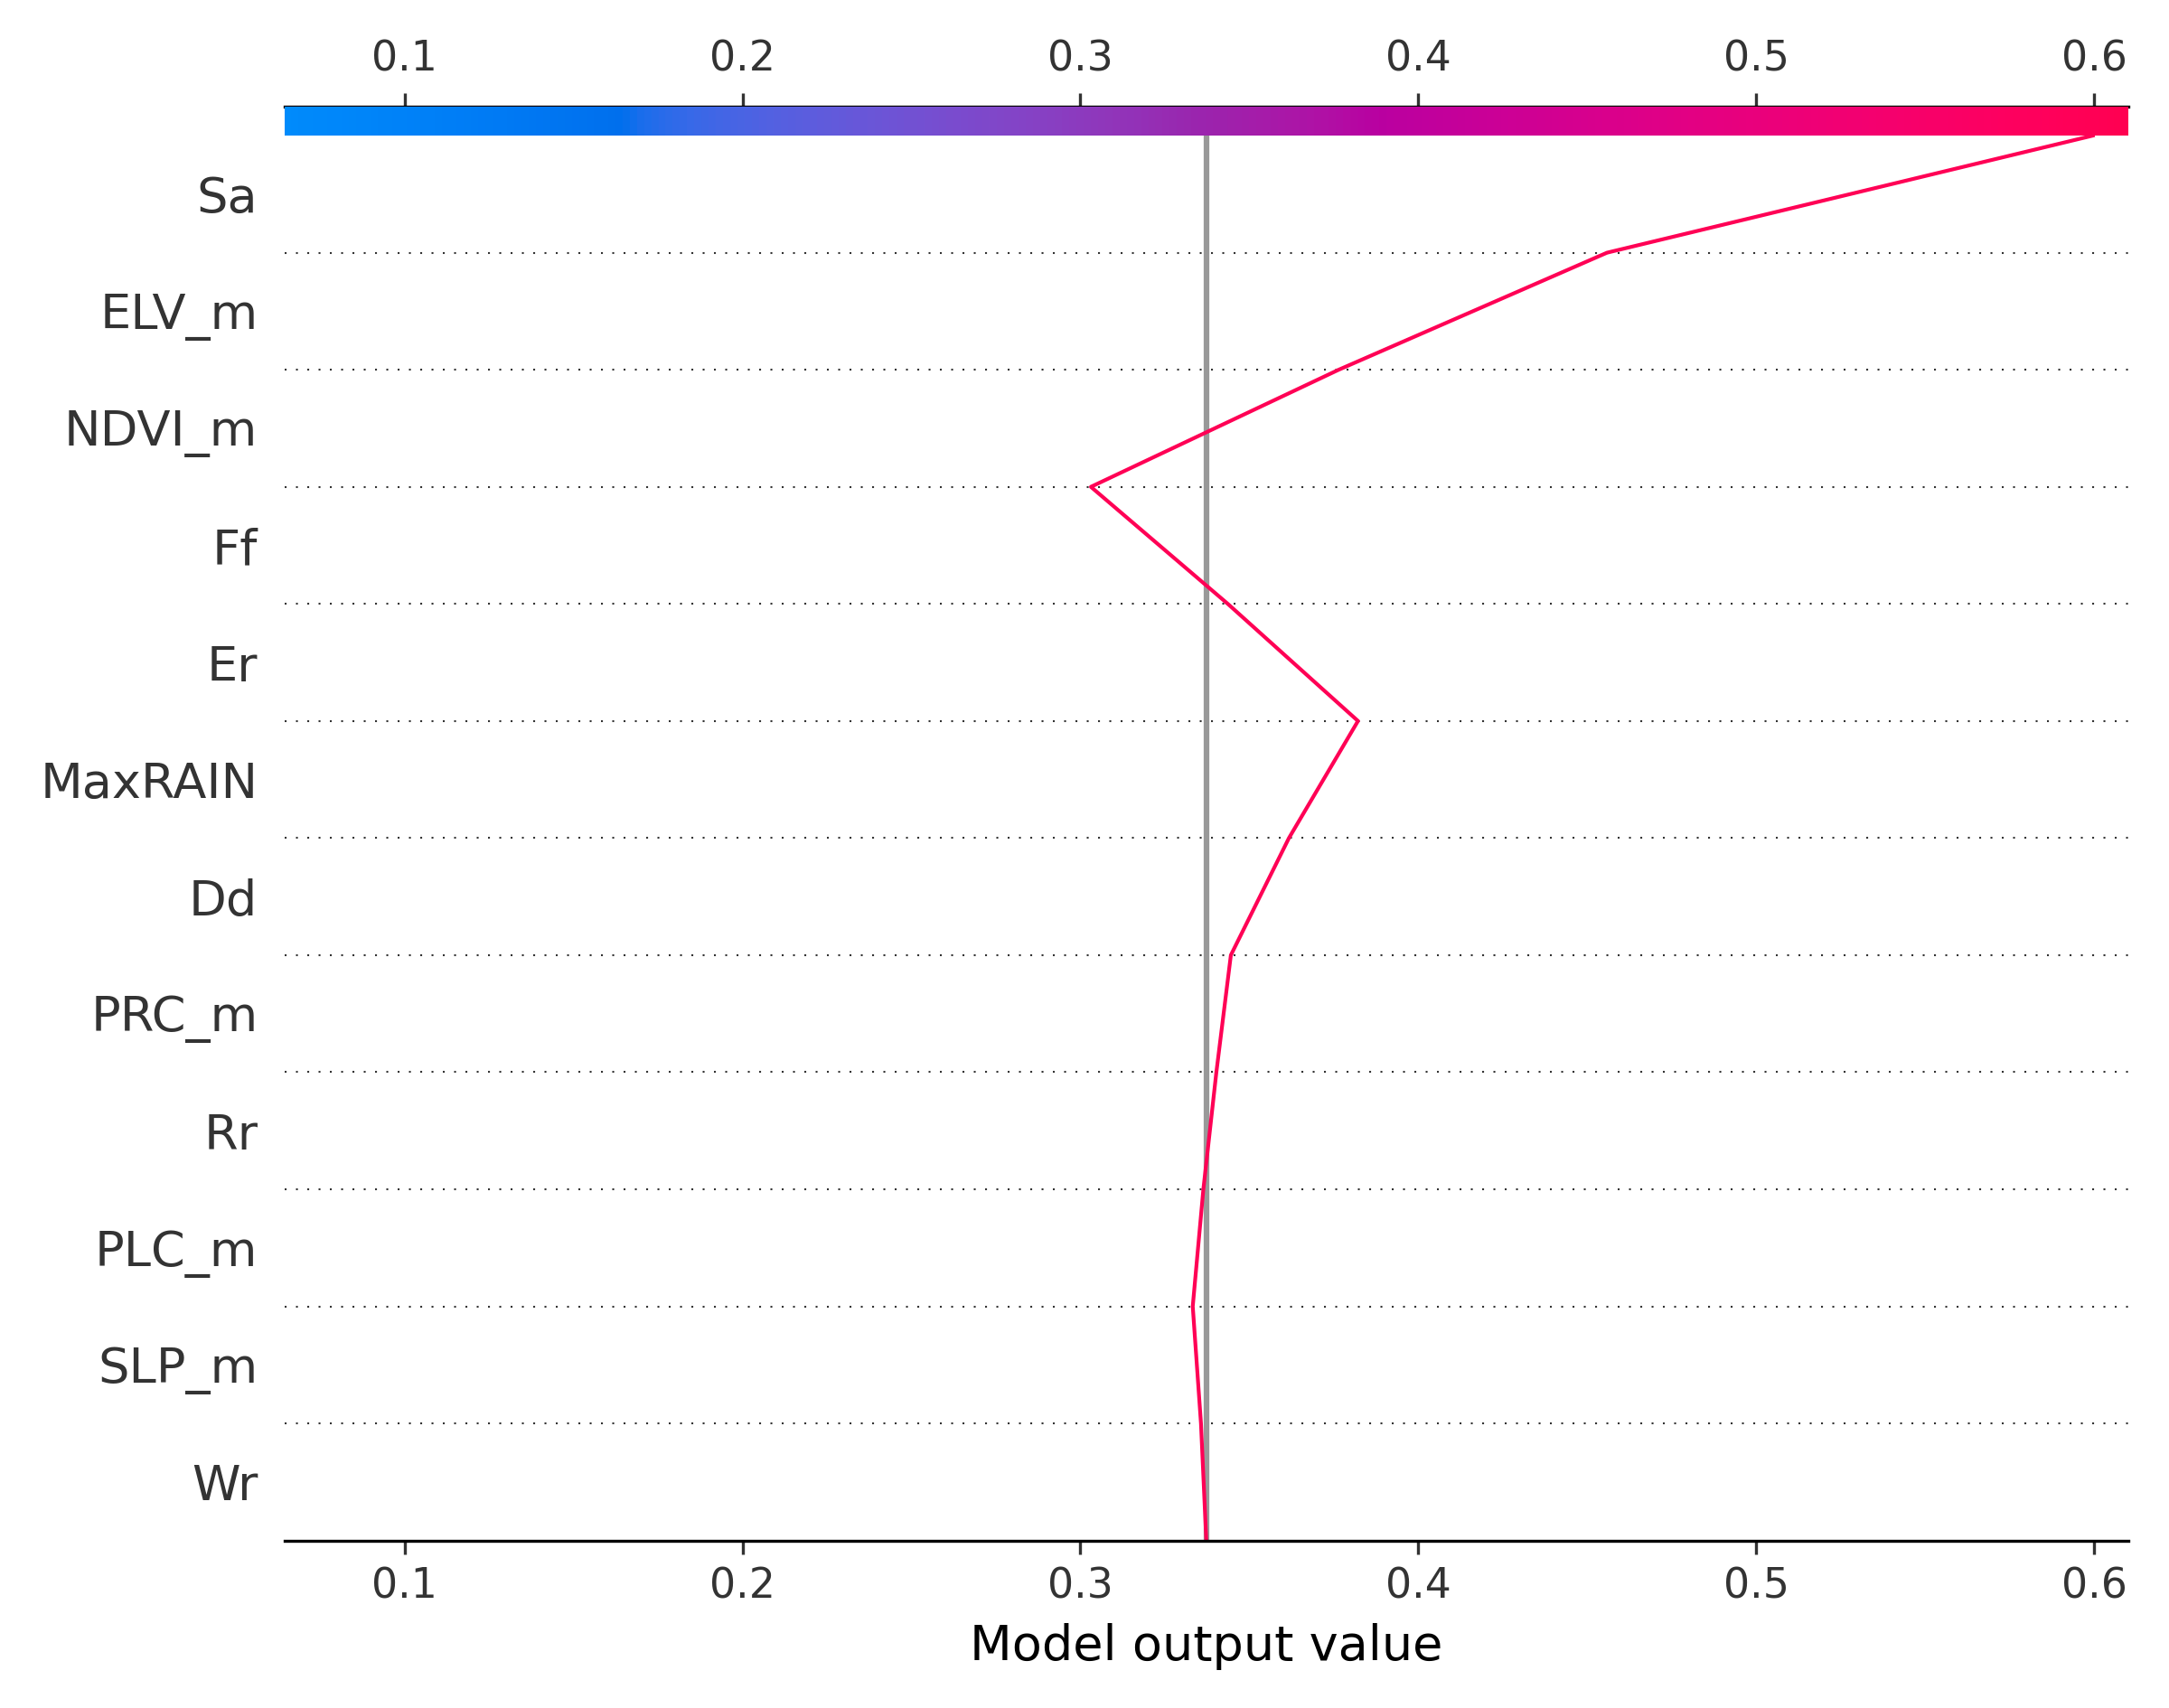 0.1 0.2 0.3 0.4 0.5 0.6
Sa
ELV_m
NDVI_m
Ff
Er
MaxRAIN
Dd
PRC_m
Rr
PLC_m
SLP_m
Wr
0.1 0.2 0.3 0.4 0.5 0.6
Model output value